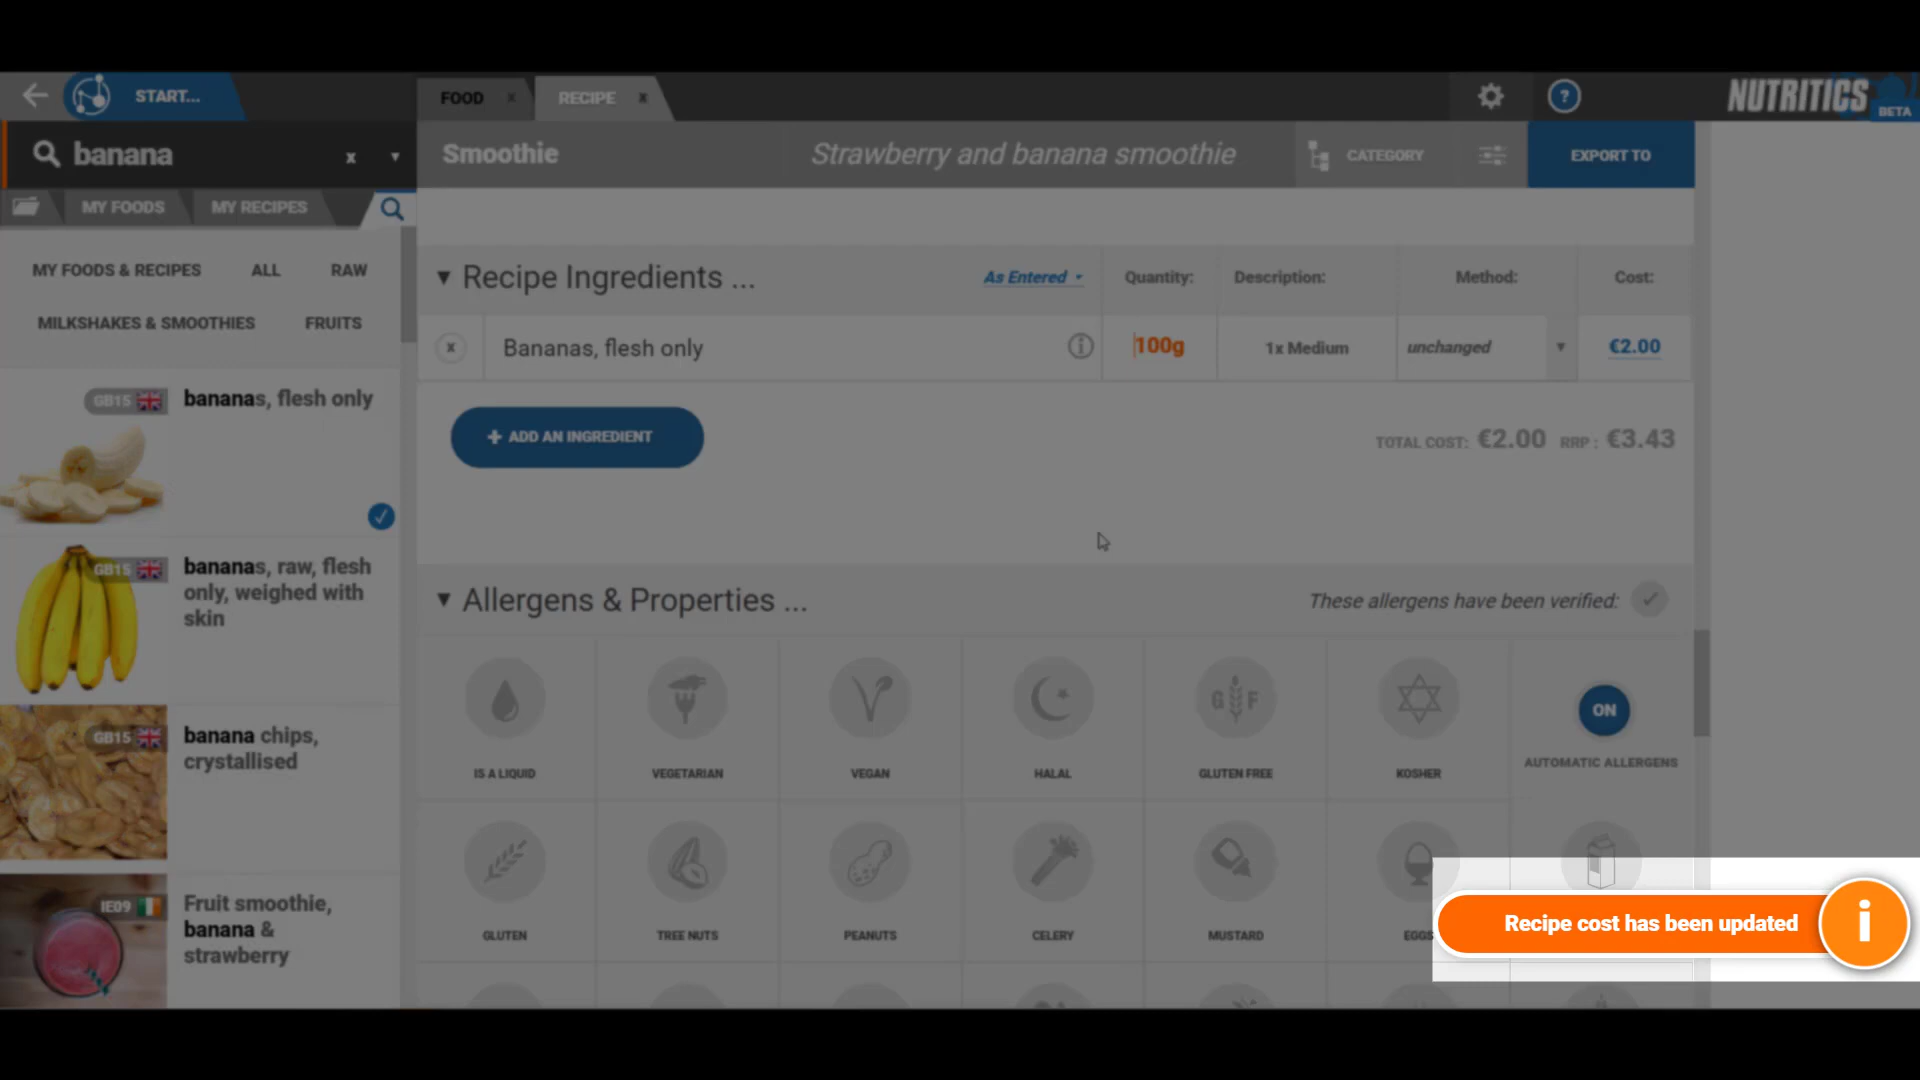 START...
FOOD x
RECIPE x
?
NUTRITICS
BETA
banana x ▼
Smoothie
Strawberry and banana smoothie
CATEGORY
EXPORT TO
MY FOODS
MY RECIPES
MY FOODS & RECIPES
ALL
RAW
MILKSHAKES & SMOOTHIES
FRUITS
▼ Recipe Ingredients ...
As Entered
Quantity:
Description:
Method:
Cost:
x
Bananas, flesh only
i
100g
1x Medium
unchanged ▼
€2.00
+ ADD AN INGREDIENT
TOTAL COST: €2.00 RRP : €3.43
GB15
bananas, flesh only
GB15
bananas, raw, flesh
only, weighed with
skin
GB15
banana chips,
crystallised
IE09
Fruit smoothie,
banana &
strawberry
▼ Allergens & Properties ...
These allergens have been verified:
IS A LIQUID
VEGETARIAN
VEGAN
HALAL
G F
GLUTEN FREE
KOSHER
ON
AUTOMATIC ALLERGENS
GLUTEN
TREE NUTS
PEANUTS
CELERY
MUSTARD
EGGS
Recipe cost has been updated
i